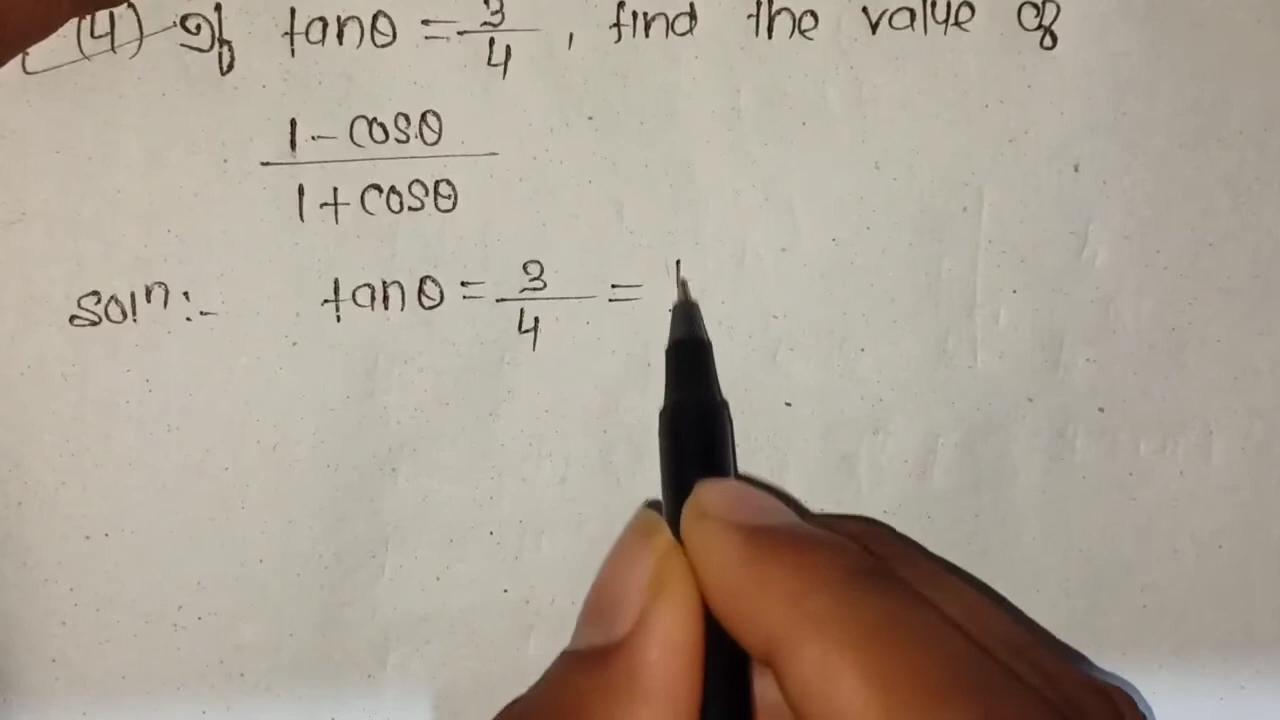 (4) If tanθ = 3/4, find the value of
1 - cosθ
1 + cosθ
Soln:- tanθ = 3/4 =